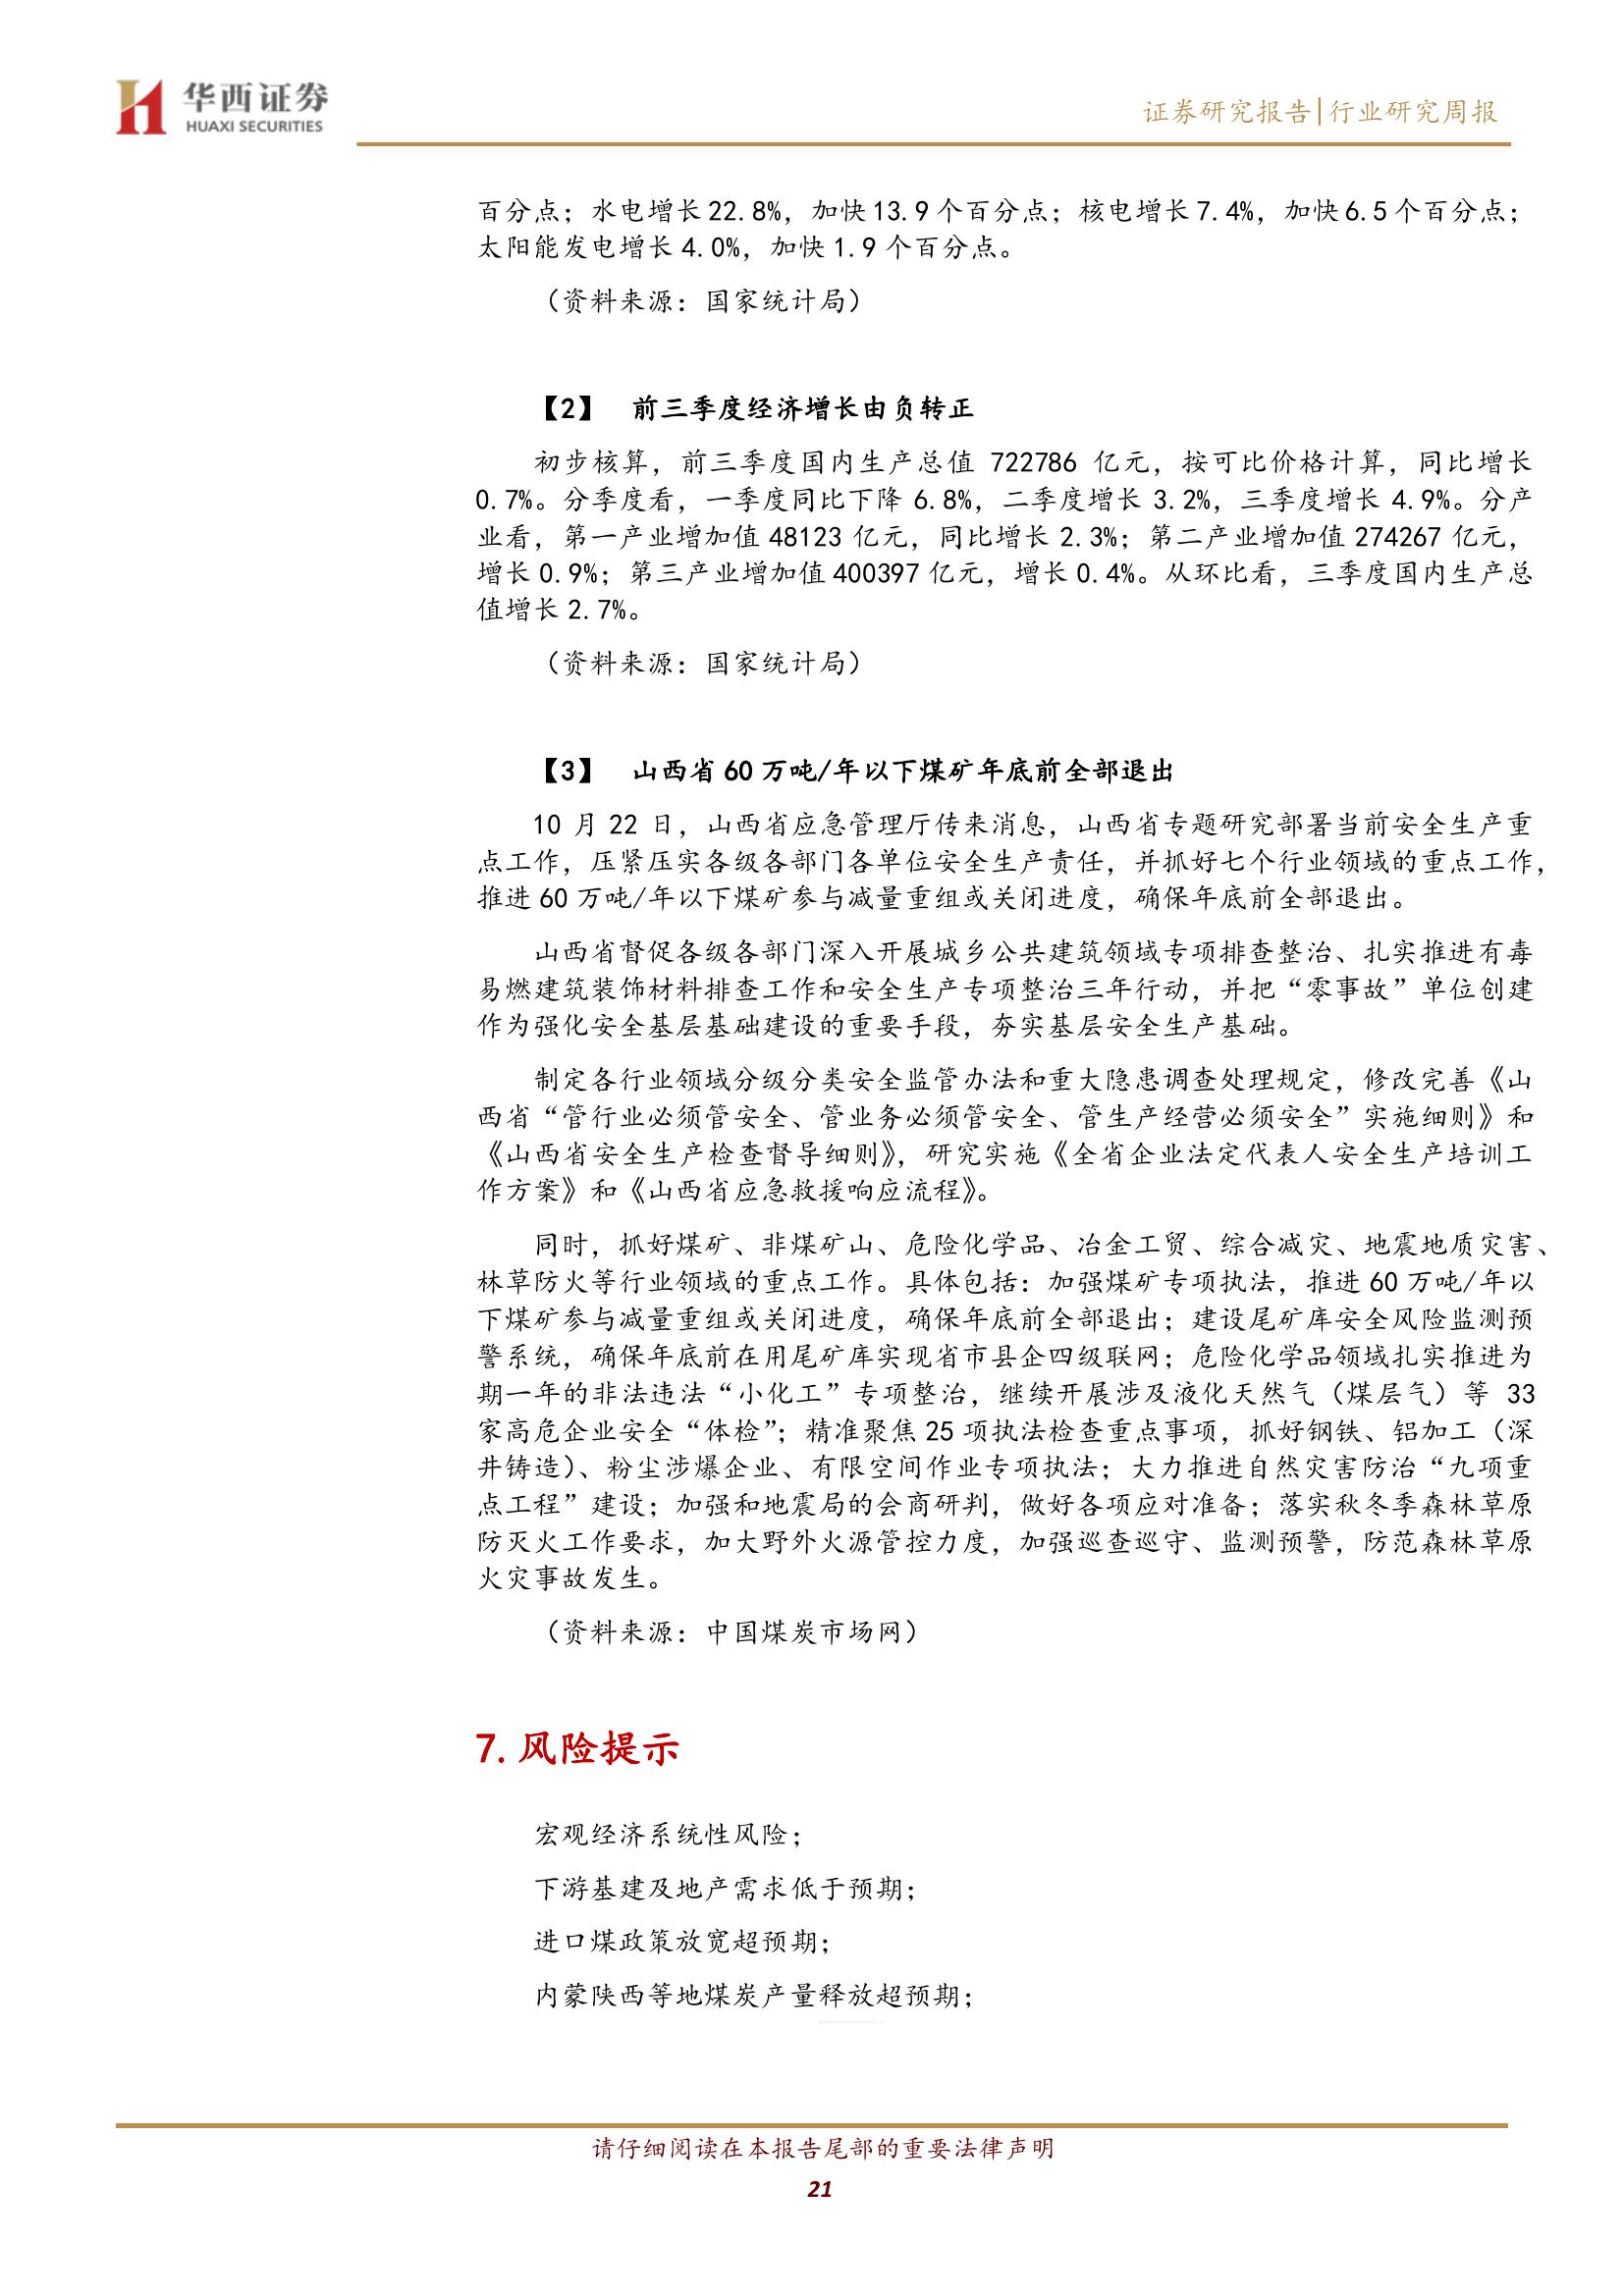 华西证券
HUAXI SECURITIES
证券研究报告|行业研究周报
百分点；水电增长22.8%，加快13.9个百分点；核电增长7.4%，加快6.5个百分点；
太阳能发电增长4.0%，加快1.9个百分点。
（资料来源：国家统计局）
【2】 前三季度经济增长由负转正
初步核算，前三季度国内生产总值 722786 亿元，按可比价格计算，同比增长
0.7%。分季度看，一季度同比下降 6.8%，二季度增长 3.2%，三季度增长 4.9%。分产
业看，第一产业增加值 48123 亿元，同比增长 2.3%；第二产业增加值 274267 亿元，
增长 0.9%；第三产业增加值 400397 亿元，增长 0.4%。从环比看，三季度国内生产总
值增长 2.7%。
（资料来源：国家统计局）
【3】 山西省 60 万吨/年以下煤矿年底前全部退出
10 月 22 日，山西省应急管理厅传来消息，山西省专题研究部署当前安全生产重
点工作，压紧压实各级各部门各单位安全生产责任，并抓好七个行业领域的重点工作，
推进 60 万吨/年以下煤矿参与减量重组或关闭进度，确保年底前全部退出。
山西省督促各级各部门深入开展城乡公共建筑领域专项排查整治、扎实推进有毒
易燃建筑装饰材料排查工作和安全生产专项整治三年行动，并把“零事故”单位创建
作为强化安全基层基础建设的重要手段，夯实基层安全生产基础。
制定各行业领域分级分类安全监管办法和重大隐患调查处理规定，修改完善《山
西省“管行业必须管安全、管业务必须管安全、管生产经营必须安全”实施细则》和
《山西省安全生产检查督导细则》，研究实施《全省企业法定代表人安全生产培训工
作方案》和《山西省应急救援响应流程》。
同时，抓好煤矿、非煤矿山、危险化学品、冶金工贸、综合减灾、地震地质灾害、
林草防火等行业领域的重点工作。具体包括：加强煤矿专项执法，推进 60 万吨/年以
下煤矿参与减量重组或关闭进度，确保年底前全部退出；建设尾矿库安全风险监测预
警系统，确保年底前在用尾矿库实现省市县企四级联网；危险化学品领域扎实推进为
期一年的非法违法“小化工”专项整治，继续开展涉及液化天然气（煤层气）等 33
家高危企业安全“体检”；精准聚焦 25 项执法检查重点事项，抓好钢铁、铝加工（深
井铸造）、粉尘涉爆企业、有限空间作业专项执法；大力推进自然灾害防治“九项重
点工程”建设；加强和地震局的会商研判，做好各项应对准备；落实秋冬季森林草原
防灭火工作要求，加大野外火源管控力度，加强巡查巡守、监测预警，防范森林草原
火灾事故发生。
（资料来源：中国煤炭市场网）
7. 风险提示
宏观经济系统性风险；
下游基建及地产需求低于预期；
进口煤政策放宽超预期；
内蒙陕西等地煤炭产量释放超预期；
请仔细阅读在本报告尾部的重要法律声明
21